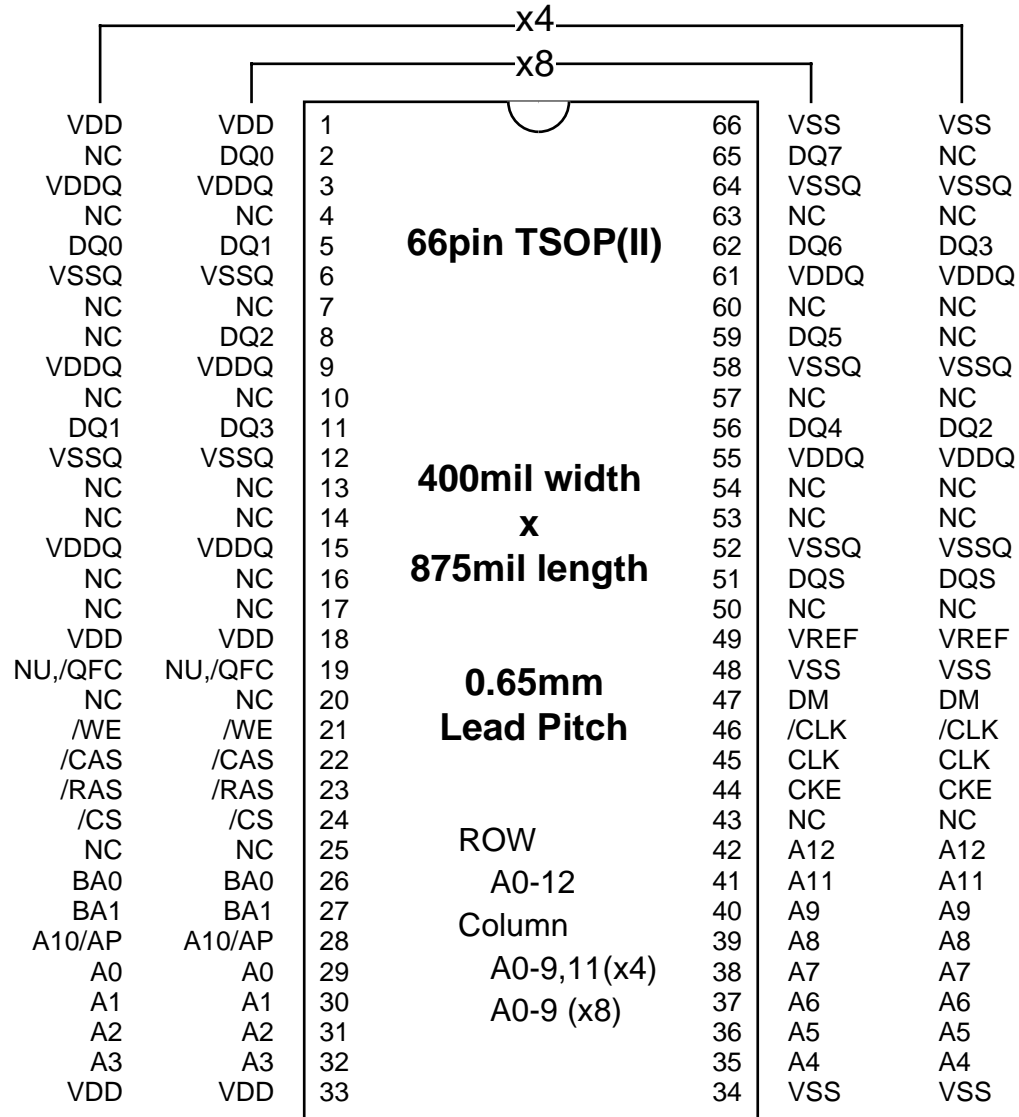 x4
x8
VDD VDD 1 66 VSS VSS
NC DQ0 2 65 DQ7 NC
VDDQ VDDQ 3 64 VSSQ VSSQ
NC NC 4 63 NC NC
DQ0 DQ1 5 66pin TSOP(II) 62 DQ6 DQ3
VSSQ VSSQ 6 61 VDDQ VDDQ
NC NC 7 60 NC NC
NC DQ2 8 59 DQ5 NC
VDDQ VDDQ 9 58 VSSQ VSSQ
NC NC 10 57 NC NC
DQ1 DQ3 11 56 DQ4 DQ2
VSSQ VSSQ 12 55 VDDQ VDDQ
NC NC 13 400mil width 54 NC NC
NC NC 14 x 53 NC NC
VDDQ VDDQ 15 52 VSSQ VSSQ
NC NC 16 875mil length 51 DQS DQS
NC NC 17 50 NC NC
VDD VDD 18 49 VREF VREF
NU,/QFC NU,/QFC 19 48 VSS VSS
NC NC 20 0.65mm 47 DM DM
/WE /WE 21 Lead Pitch 46 /CLK /CLK
/CAS /CAS 22 45 CLK CLK
/RAS /RAS 23 44 CKE CKE
/CS /CS 24 43 NC NC
NC NC 25 ROW 42 A12 A12
BA0 BA0 26 A0-12 41 A11 A11
BA1 BA1 27 Column 40 A9 A9
A10/AP A10/AP 28 39 A8 A8
A0 A0 29 A0-9,11(x4) 38 A7 A7
A1 A1 30 A0-9 (x8) 37 A6 A6
A2 A2 31 36 A5 A5
A3 A3 32 35 A4 A4
VDD VDD 33 34 VSS VSS